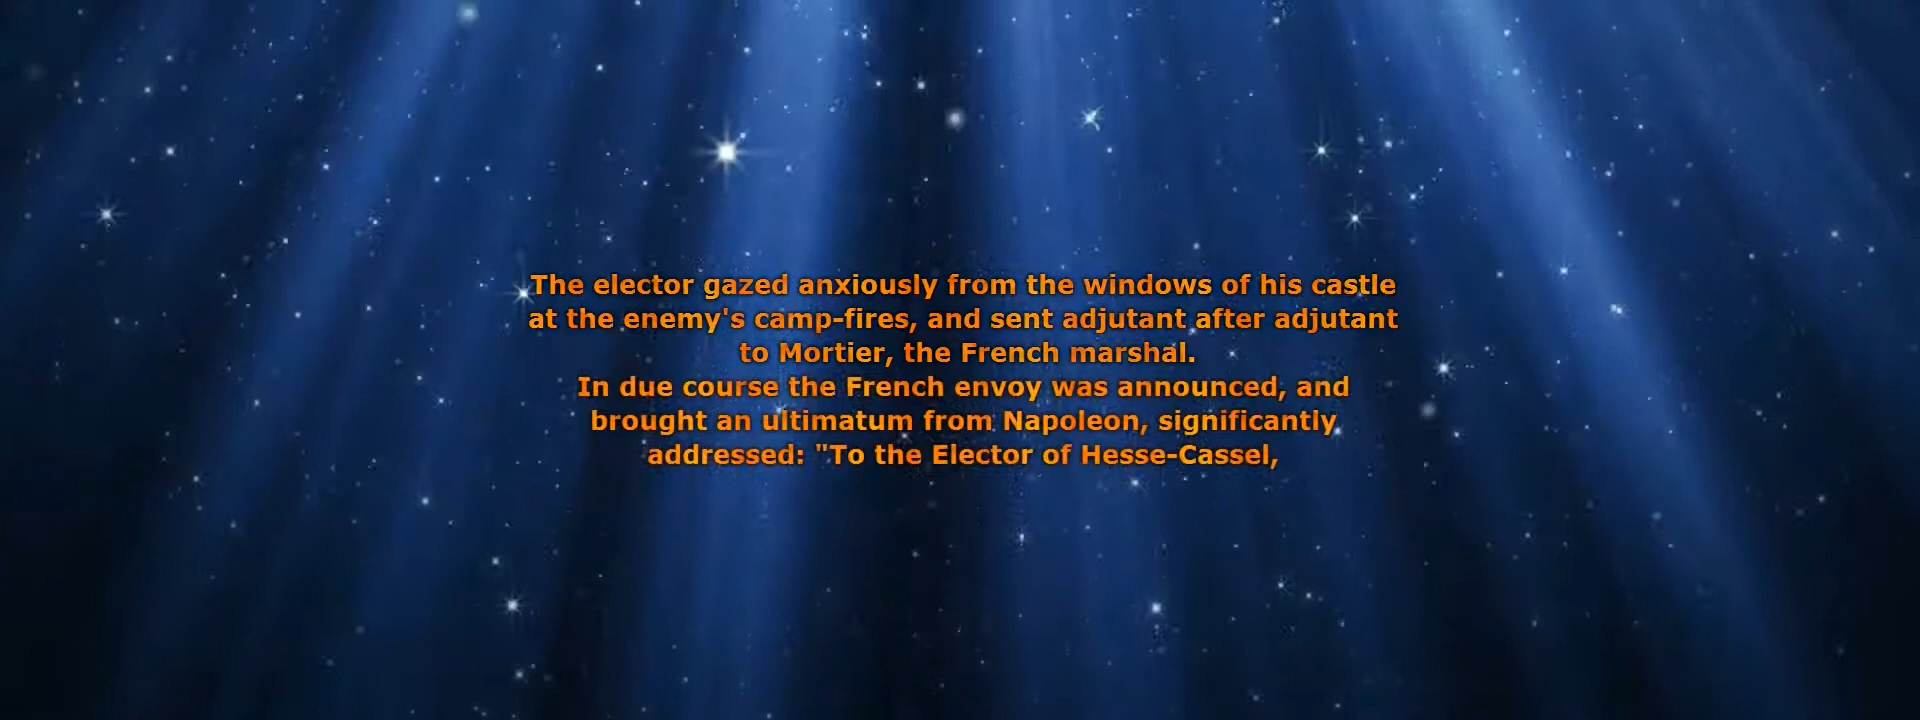 The elector gazed anxiously from the windows of his castle
at the enemy's camp-fires, and sent adjutant after adjutant
to Mortier, the French marshal.
In due course the French envoy was announced, and
brought an ultimatum from Napoleon, significantly
addressed: "To the Elector of Hesse-Cassel,